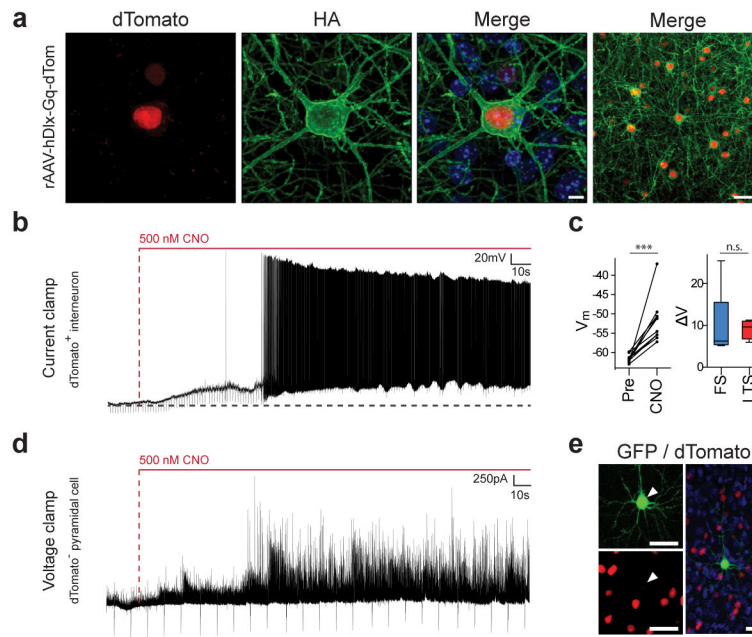 a
dTomato
HA
Merge
Merge
rAAV-hDlx-Gq-dTom
b
500 nM CNO
20mV
10s
Current clamp
dTomato+ interneuron
c
***
n.s.
Vm
-40
-45
-50
-55
-60
Pre
CNO
ΔV
20
10
0
FS
LTS
d
500 nM CNO
250pA
10s
Voltage clamp
dTomato- pyramidal cell
e
GFP / dTomato